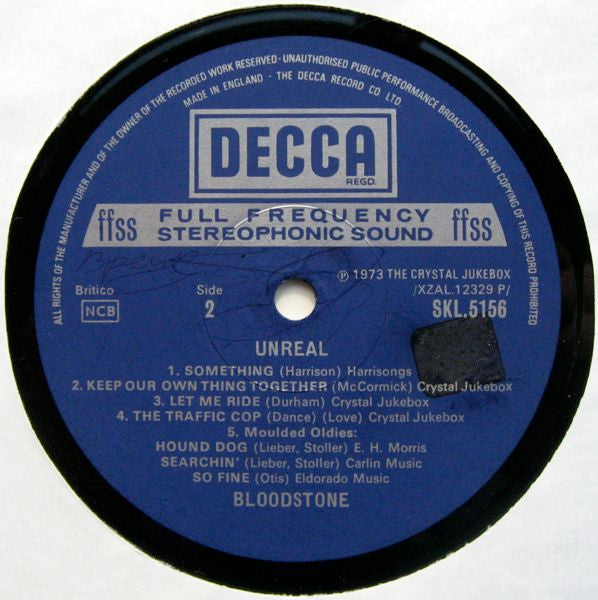 ALL RIGHTS OF THE MANUFACTURER AND OF THE OWNER OF THE RECORDED WORK RESERVED · UNAUTHORISED PUBLIC PERFORMANCE BROADCASTING AND COPYING OF THIS RECORD PROHIBITED
MADE IN ENGLAND · THE DECCA RECORD CO LTD
DECCA
REGD.
ffss FULL FREQUENCY STEREOPHONIC SOUND ffss
℗ 1973 THE CRYSTAL JUKEBOX
Britico Side /XZAL.12329 P/
NCB 2 SKL.5156
UNREAL
1. SOMETHING (Harrison) Harrisongs
2. KEEP OUR OWN THING TOGETHER (McCormick) Crystal Jukebox
3. LET ME RIDE (Durham) Crystal Jukebox
4. THE TRAFFIC COP (Dance) (Love) Crystal Jukebox
5. Moulded Oldies:
HOUND DOG (Lieber, Stoller) E. H. Morris
SEARCHIN' (Lieber, Stoller) Carlin Music
SO FINE (Otis) Eldorado Music
BLOODSTONE